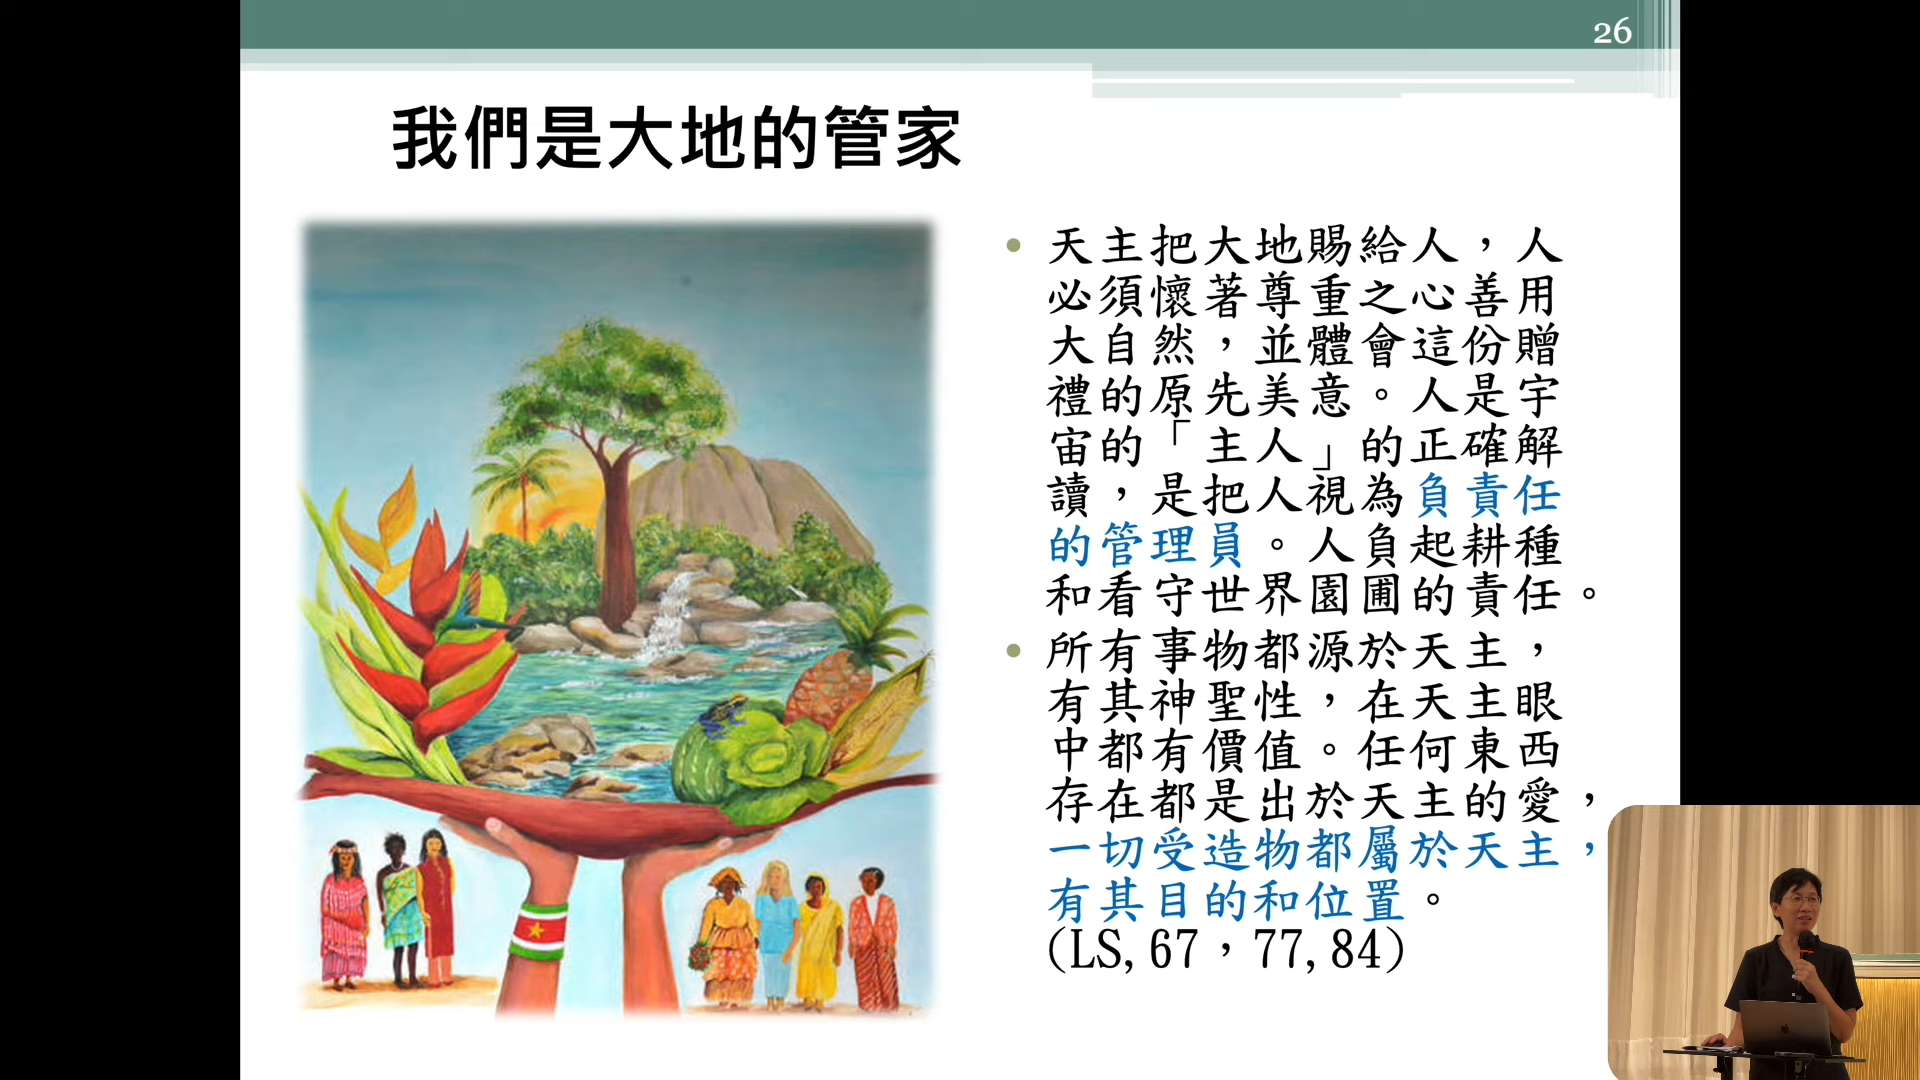 26
我們是大地的管家
• 天主把大地賜給人，人
必須懷著尊重之心善用
大自然，並體會這份贈
禮的原先美意。人是宇
宙的「主人」的正確解
讀，是把人視為負責任
的管理員。人負起耕種
和看守世界園圃的責任。
• 所有事物都源於天主，
有其神聖性，在天主眼
中都有價值。任何東西
存在都是出於天主的愛，
一切受造物都屬於天主，
有其目的和位置。
(LS, 67，77, 84)